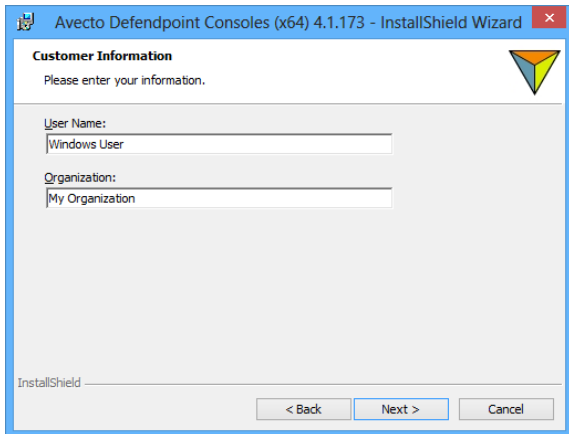 Avecto Defendpoint Consoles (x64) 4.1.173 - InstallShield Wizard
Customer Information
Please enter your information.
User Name:
Windows User
Organization:
My Organization
InstallShield
< Back Next > Cancel